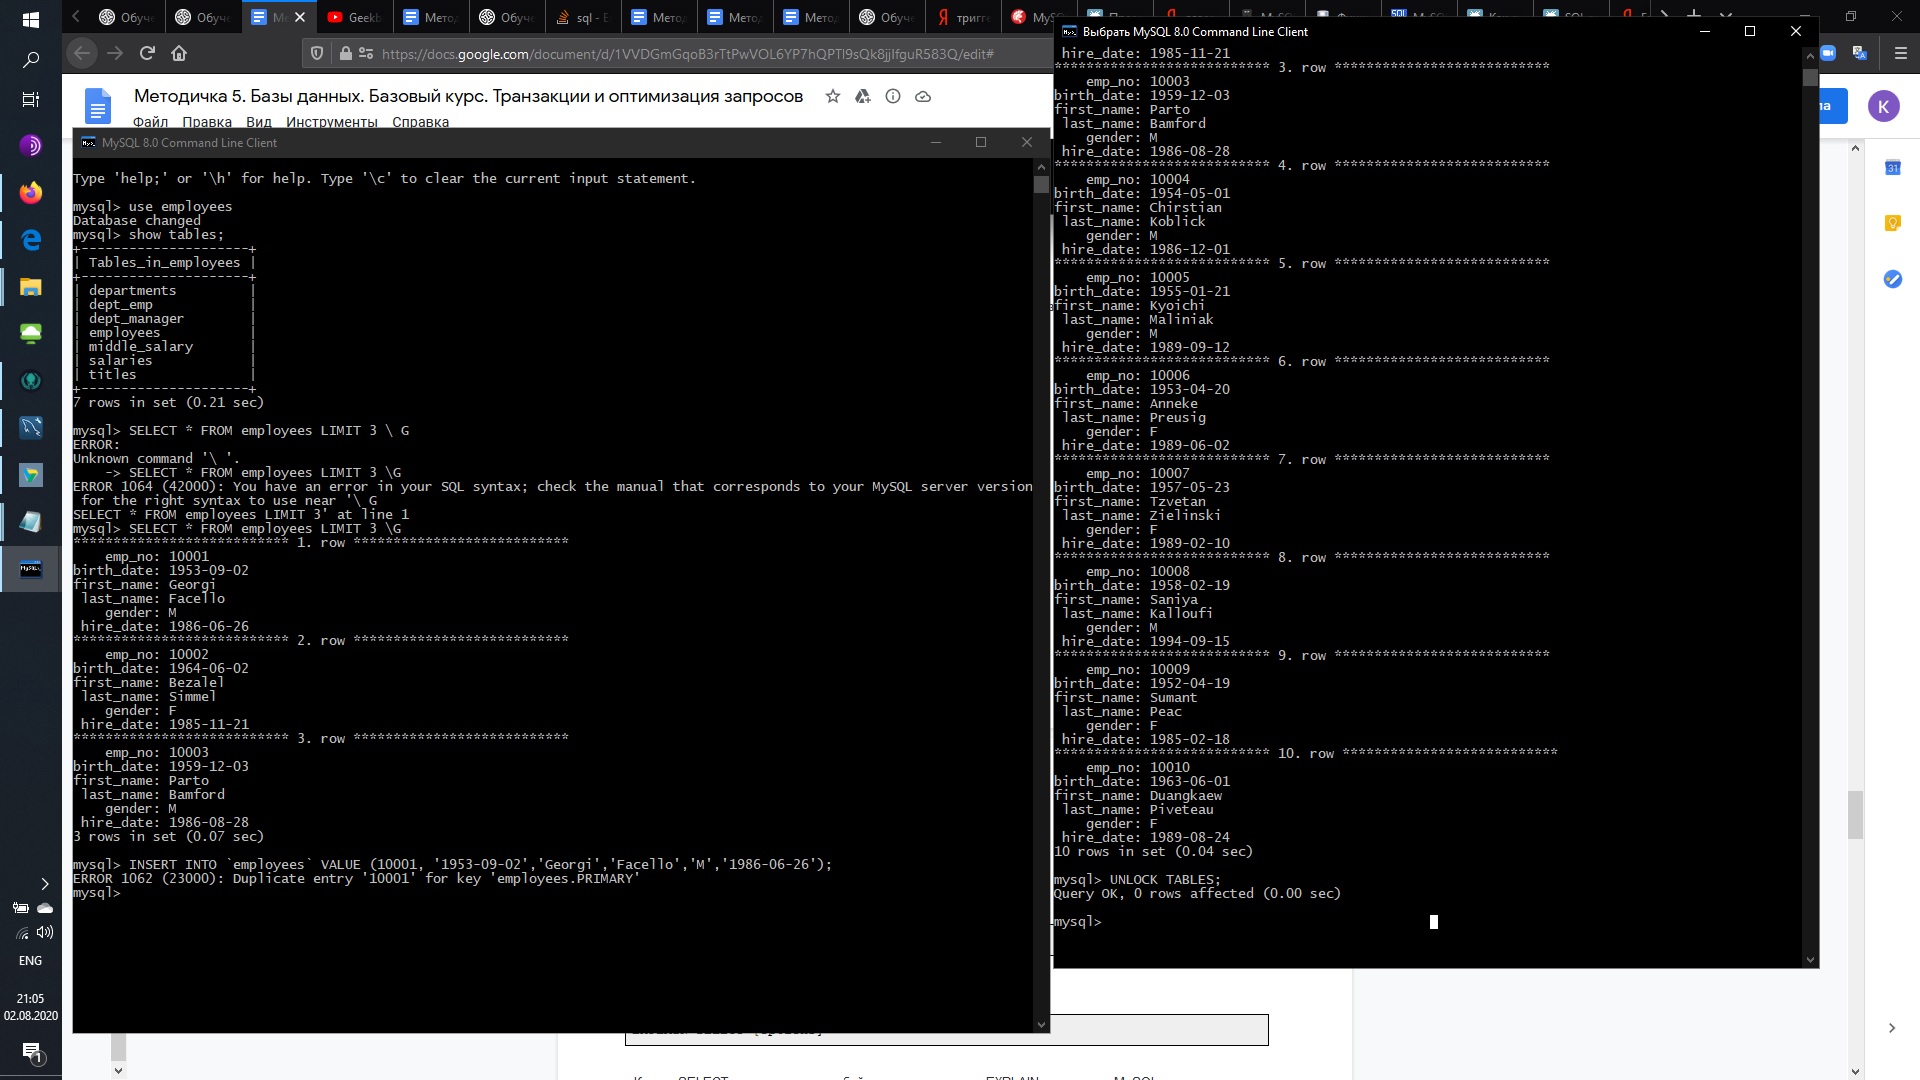 Обуче
Обуче
Ме
Geekb
Метод
Обуче
sql - E
Метод
Метод
Метод
Обуче
тригге
https://docs.google.com/document/d/1VVDGmGqoB3rTtPwVOL6YP7hQPTl9sQk8jjlfguR583Q/edit#
Методичка 5. Базы данных. Базовый курс. Транзакции и оптимизация запросов
Файл Правка Вид Инструменты Справка
K
MySQL 8.0 Command Line Client
Type 'help;' or '\h' for help. Type '\c' to clear the current input statement.
mysql> use employees
Database changed
mysql> show tables;
+---------------------+
| Tables_in_employees |
+---------------------+
| departments |
| dept_emp |
| dept_manager |
| employees |
| middle_salary |
| salaries |
| titles |
+---------------------+
7 rows in set (0.21 sec)
mysql> SELECT * FROM employees LIMIT 3 \ G
ERROR:
Unknown command '\ '.
-> SELECT * FROM employees LIMIT 3 \G
ERROR 1064 (42000): You have an error in your SQL syntax; check the manual that corresponds to your MySQL server version
for the right syntax to use near '\ G
SELECT * FROM employees LIMIT 3' at line 1
mysql> SELECT * FROM employees LIMIT 3 \G
*************************** 1. row ***************************
emp_no: 10001
birth_date: 1953-09-02
first_name: Georgi
last_name: Facello
gender: M
hire_date: 1986-06-26
*************************** 2. row ***************************
emp_no: 10002
birth_date: 1964-06-02
first_name: Bezalel
last_name: Simmel
gender: F
hire_date: 1985-11-21
*************************** 3. row ***************************
emp_no: 10003
birth_date: 1959-12-03
first_name: Parto
last_name: Bamford
gender: M
hire_date: 1986-08-28
3 rows in set (0.07 sec)
mysql> INSERT INTO `employees` VALUE (10001, '1953-09-02','Georgi','Facello','M','1986-06-26');
ERROR 1062 (23000): Duplicate entry '10001' for key 'employees.PRIMARY'
mysql>
Выбрать MySQL 8.0 Command Line Client
hire_date: 1985-11-21
*************************** 3. row ***************************
emp_no: 10003
birth_date: 1959-12-03
first_name: Parto
last_name: Bamford
gender: M
hire_date: 1986-08-28
*************************** 4. row ***************************
emp_no: 10004
birth_date: 1954-05-01
first_name: Chirstian
last_name: Koblick
gender: M
hire_date: 1986-12-01
*************************** 5. row ***************************
emp_no: 10005
birth_date: 1955-01-21
first_name: Kyoichi
last_name: Maliniak
gender: M
hire_date: 1989-09-12
*************************** 6. row ***************************
emp_no: 10006
birth_date: 1953-04-20
first_name: Anneke
last_name: Preusig
gender: F
hire_date: 1989-06-02
*************************** 7. row ***************************
emp_no: 10007
birth_date: 1957-05-23
first_name: Tzvetan
last_name: Zielinski
gender: F
hire_date: 1989-02-10
*************************** 8. row ***************************
emp_no: 10008
birth_date: 1958-02-19
first_name: Saniya
last_name: Kalloufi
gender: M
hire_date: 1994-09-15
*************************** 9. row ***************************
emp_no: 10009
birth_date: 1952-04-19
first_name: Sumant
last_name: Peac
gender: F
hire_date: 1985-02-18
*************************** 10. row ***************************
emp_no: 10010
birth_date: 1963-06-01
first_name: Duangkaew
last_name: Piveteau
gender: F
hire_date: 1989-08-24
10 rows in set (0.04 sec)
mysql> UNLOCK TABLES;
Query OK, 0 rows affected (0.00 sec)
mysql>
ENG
21:05
02.08.2020
1